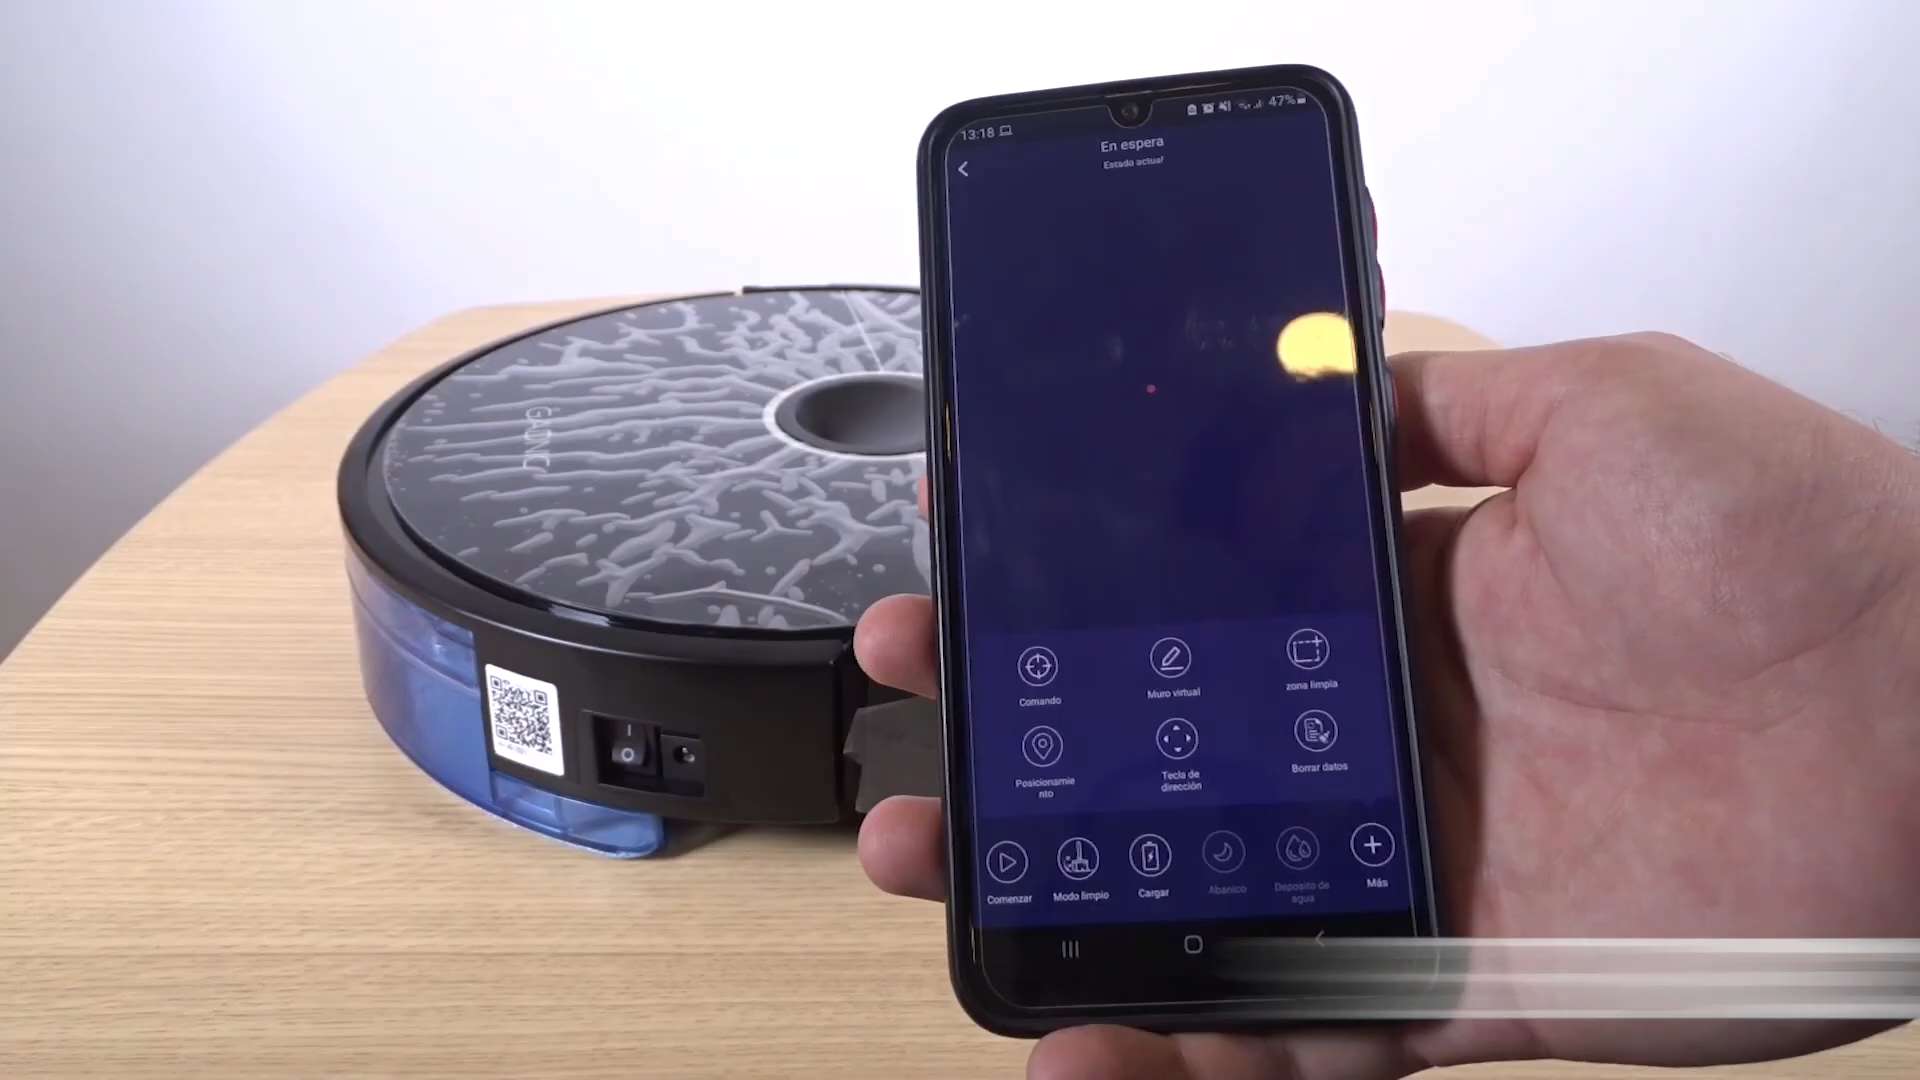 13:18
47%
En espera
Estado actual
GADNIC
Comando
Muro virtual
zona limpia
Posicionamie
nto
Tecla de
dirección
Borrar datos
Comenzar
Modo limpio
Cargar
Abanico
Deposito de
agua
Más